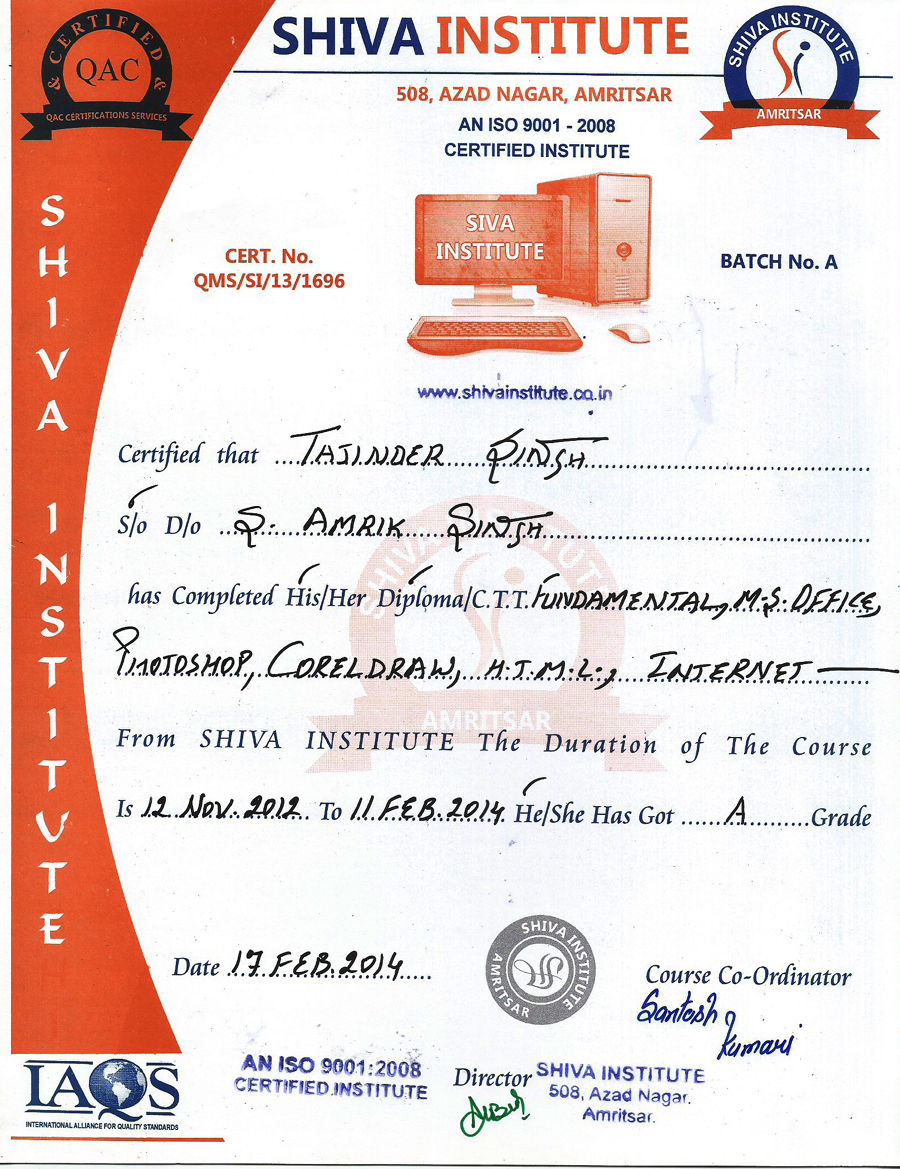 CERTIFIED
QAC
QAC CERTIFICATIONS SERVICES
SHIVA INSTITUTE
SHIVA INSTITUTE
AMRITSAR
508, AZAD NAGAR, AMRITSAR
AN ISO 9001 - 2008
CERTIFIED INSTITUTE
SHIVA INSTITUTE
SIVA
INSTITUTE
CERT. No.
QMS/SI/13/1696
BATCH No. A
www.shivainstitute.co.in
Certified that TAJINDER SINGH
S/o D/o S. AMRIK SINGH
SHIVA INSTITUTE
AMRITSAR
has Completed His/Her Diploma/C.T.T. FUNDAMENTAL, M.S. OFFICE,
PHOTOSHOP, CORELDRAW, H.T.M.L., INTERNET
From SHIVA INSTITUTE The Duration of The Course
Is 12 NOV. 2012 To 11 FEB. 2014 He/She Has Got A Grade
Date 17 FEB. 2014
SHIVA INSTITUTE
AMRITSAR
Course Co-Ordinator
Santosh
Kumari
IAQS
INTERNATIONAL ALLIANCE FOR QUALITY STANDARDS
AN ISO 9001:2008
CERTIFIED INSTITUTE
Director
SHIVA INSTITUTE
508, Azad Nagar.
Amritsar.